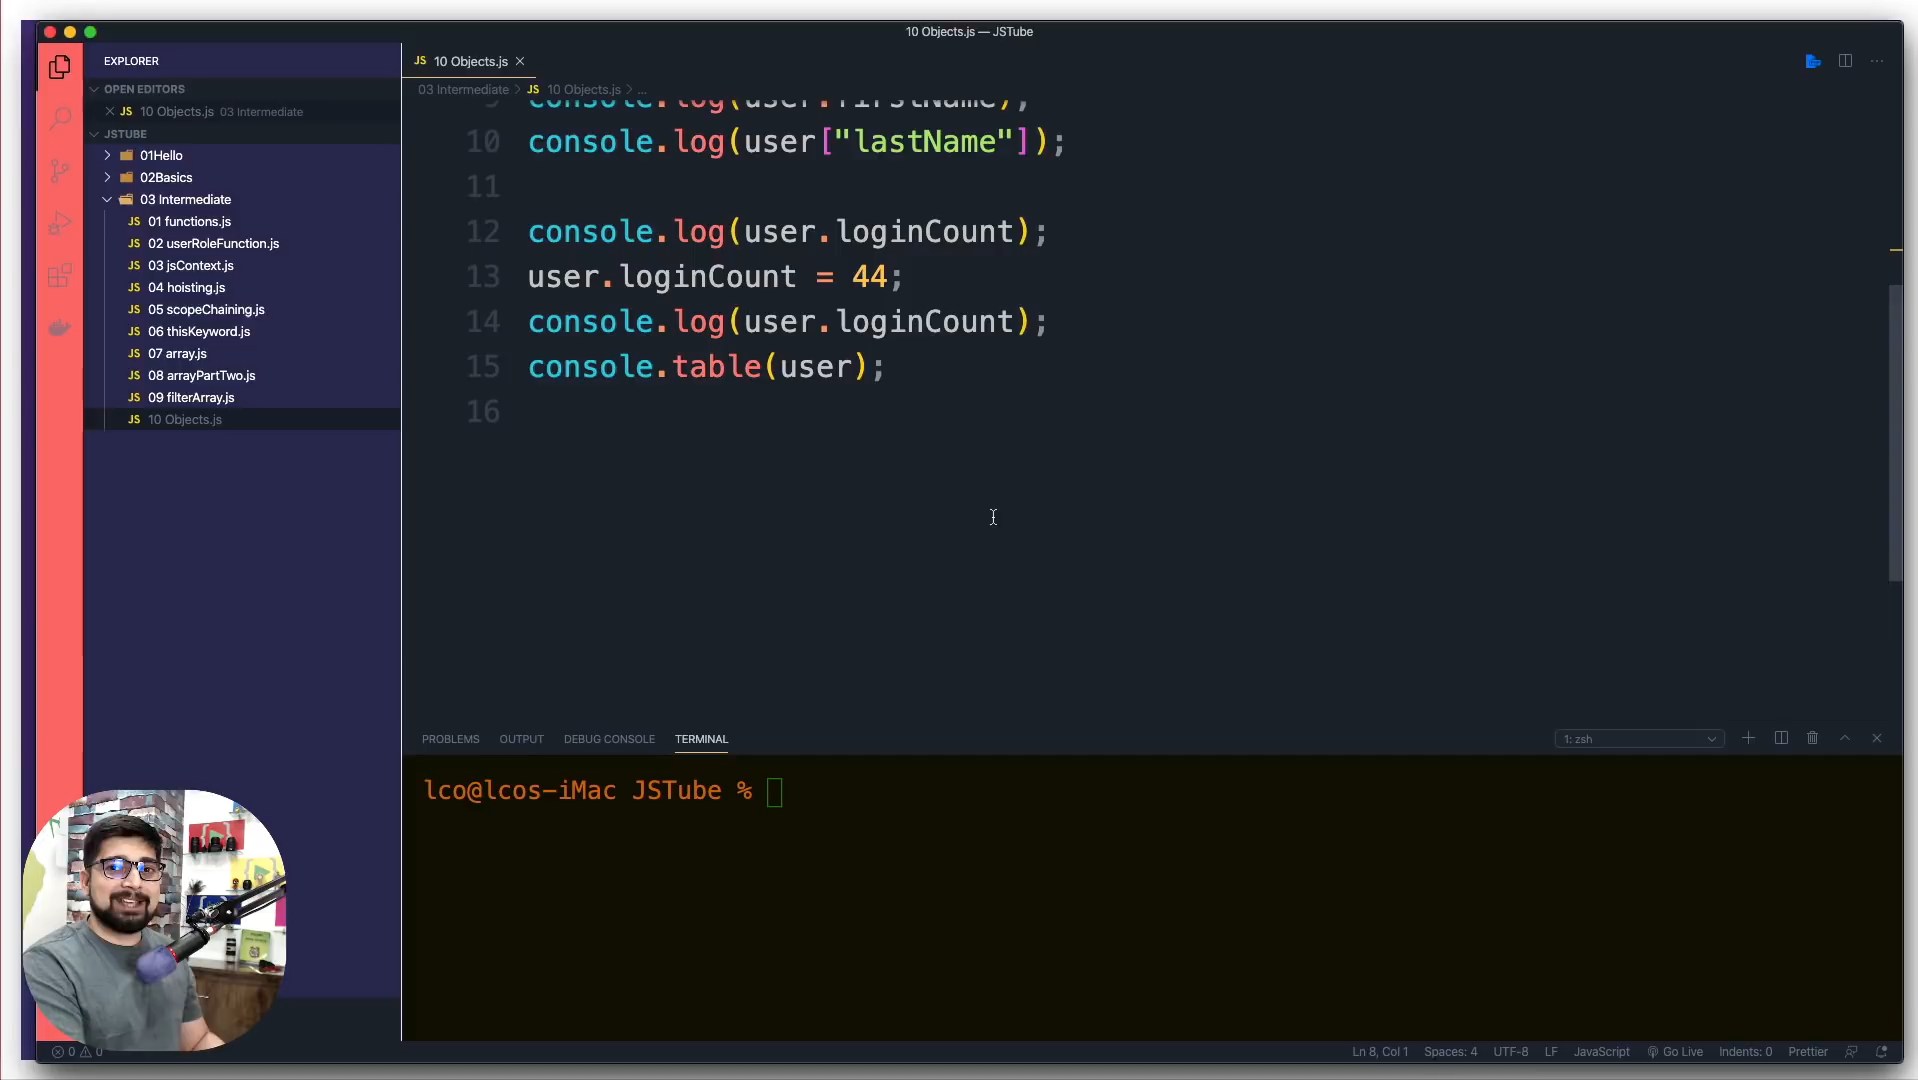 10 Objects.js — JSTube
EXPLORER
OPEN EDITORS
JS 10 Objects.js 03 Intermediate
JSTUBE
01Hello
02Basics
03 Intermediate
JS 01 functions.js
JS 02 userRoleFunction.js
JS 03 jsContext.js
JS 04 hoisting.js
JS 05 scopeChaining.js
JS 06 thisKeyword.js
JS 07 array.js
JS 08 arrayPartTwo.js
JS 09 filterArray.js
JS 10 Objects.js
JS 10 Objects.js
03 Intermediate > JS 10 Objects.js > ...
9 console.log(user.firstName);
10 console.log(user["lastName"]);
11
12 console.log(user.loginCount);
13 user.loginCount = 44;
14 console.log(user.loginCount);
15 console.table(user);
16
PROBLEMS OUTPUT DEBUG CONSOLE TERMINAL 1: zsh
lco@lcos-iMac JSTube %
0 0 Ln 8, Col 1 Spaces: 4 UTF-8 LF JavaScript Go Live Indents: 0 Prettier